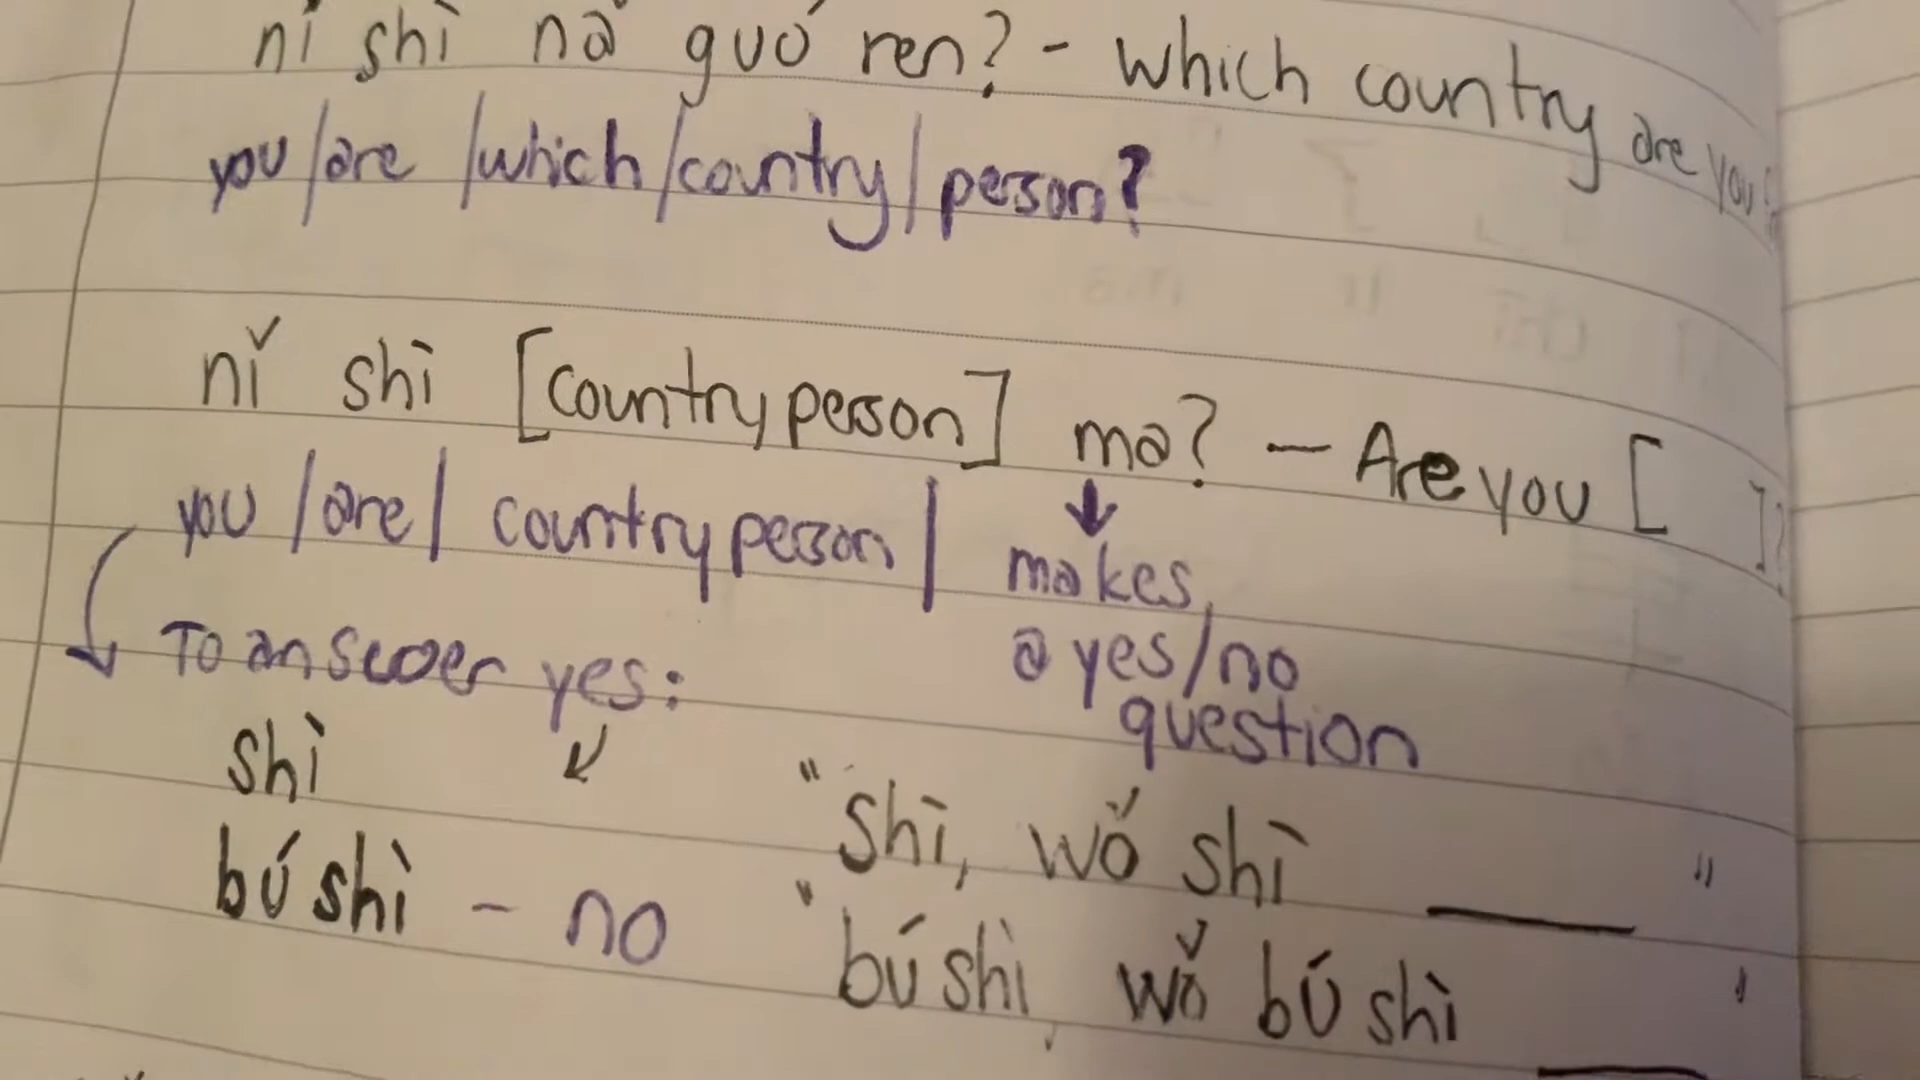 nǐ shì nǎ guó ren? - Which country are you
you/are/which/country/person?
nǐ shì [country person] ma? - Are you [ ]?
you/are/country person/ makes
a yes/no
question
To answer yes:
shì
"shì, wǒ shì ____"
bú shì - no
"bú shì, wǒ bú shì ____"